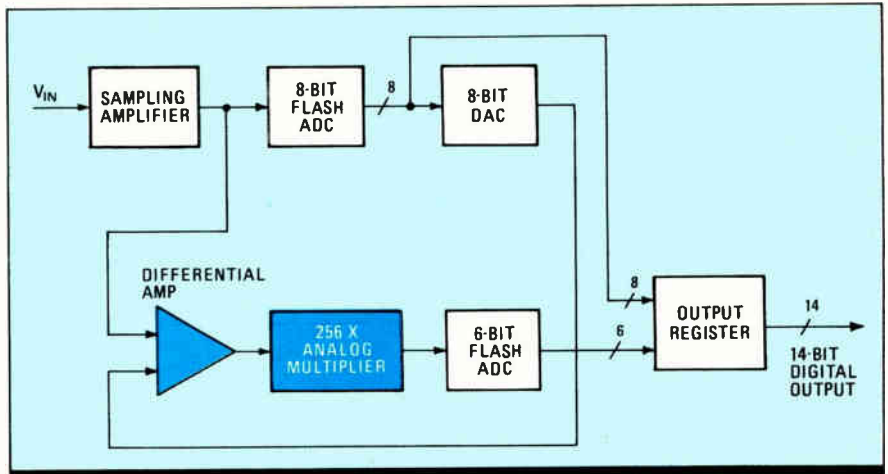 V_IN
SAMPLING
AMPLIFIER
8-BIT
FLASH
ADC
8
8-BIT
DAC
DIFFERENTIAL
AMP
256 X
ANALOG
MULTIPLIER
6-BIT
FLASH
ADC
8
6
OUTPUT
REGISTER
14
14-BIT
DIGITAL
OUTPUT